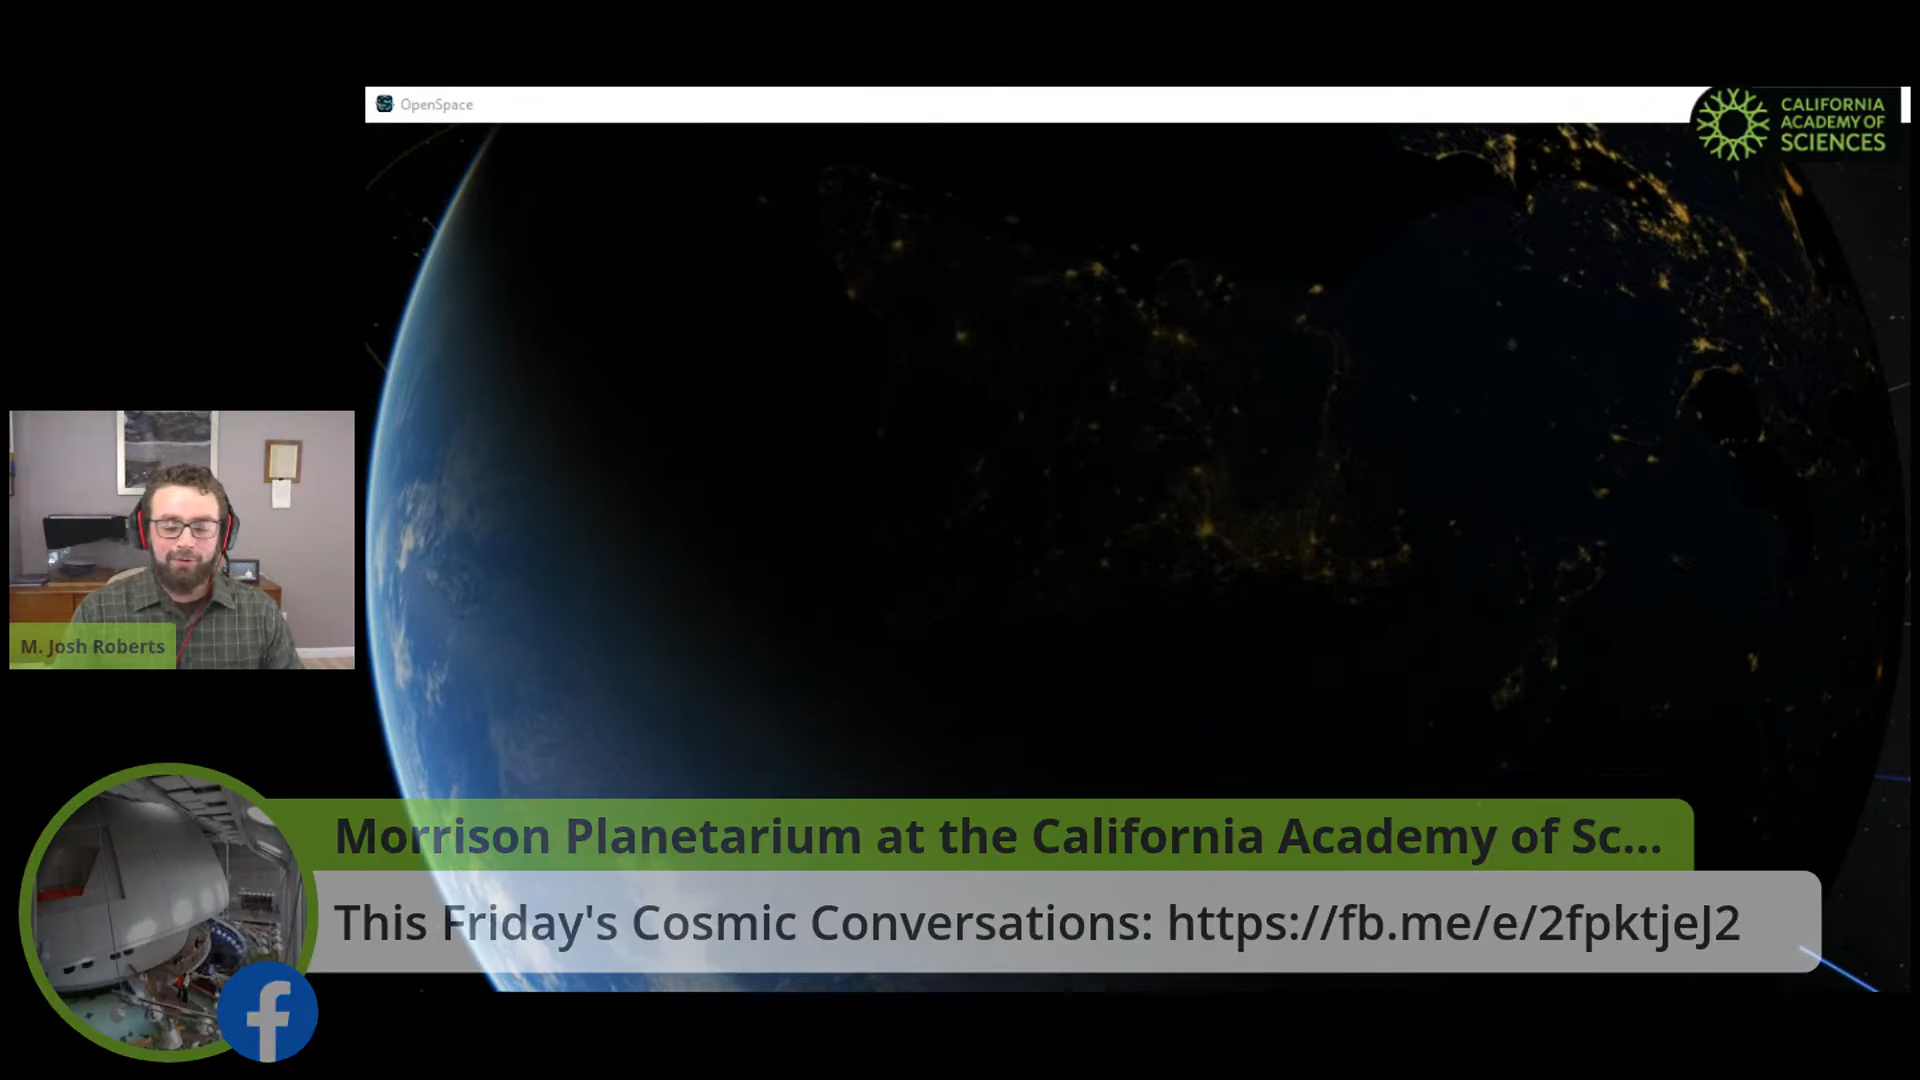 OpenSpace
CALIFORNIA
ACADEMY OF
SCIENCES
M. Josh Roberts
Morrison Planetarium at the California Academy of Sc...
This Friday's Cosmic Conversations: https://fb.me/e/2fpktjeJ2